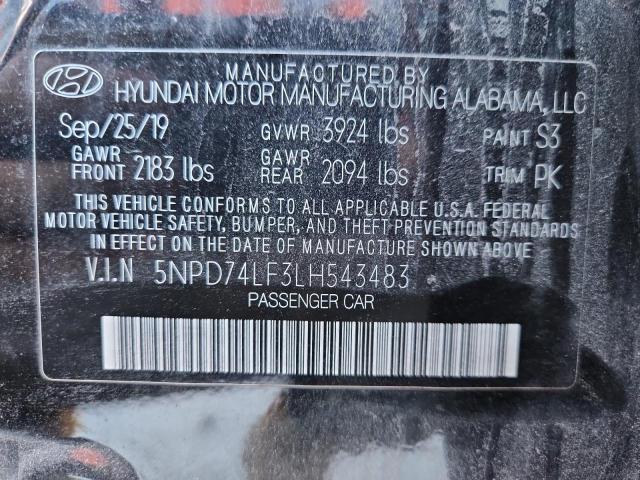 MANUFACTURED BY
HYUNDAI MOTOR MANUFACTURING ALABAMA, LLC
Sep/25/19 GVWR 3924 lbs PAINT S3
GAWR FRONT 2183 lbs GAWR REAR 2094 lbs TRIM PK
THIS VEHICLE CONFORMS TO ALL APPLICABLE U.S.A. FEDERAL
MOTOR VEHICLE SAFETY, BUMPER, AND THEFT PREVENTION STANDARDS
IN EFFECT ON THE DATE OF MANUFACTURE SHOWN ABOVE
V.I.N 5NPD74LF3LH543483
PASSENGER CAR